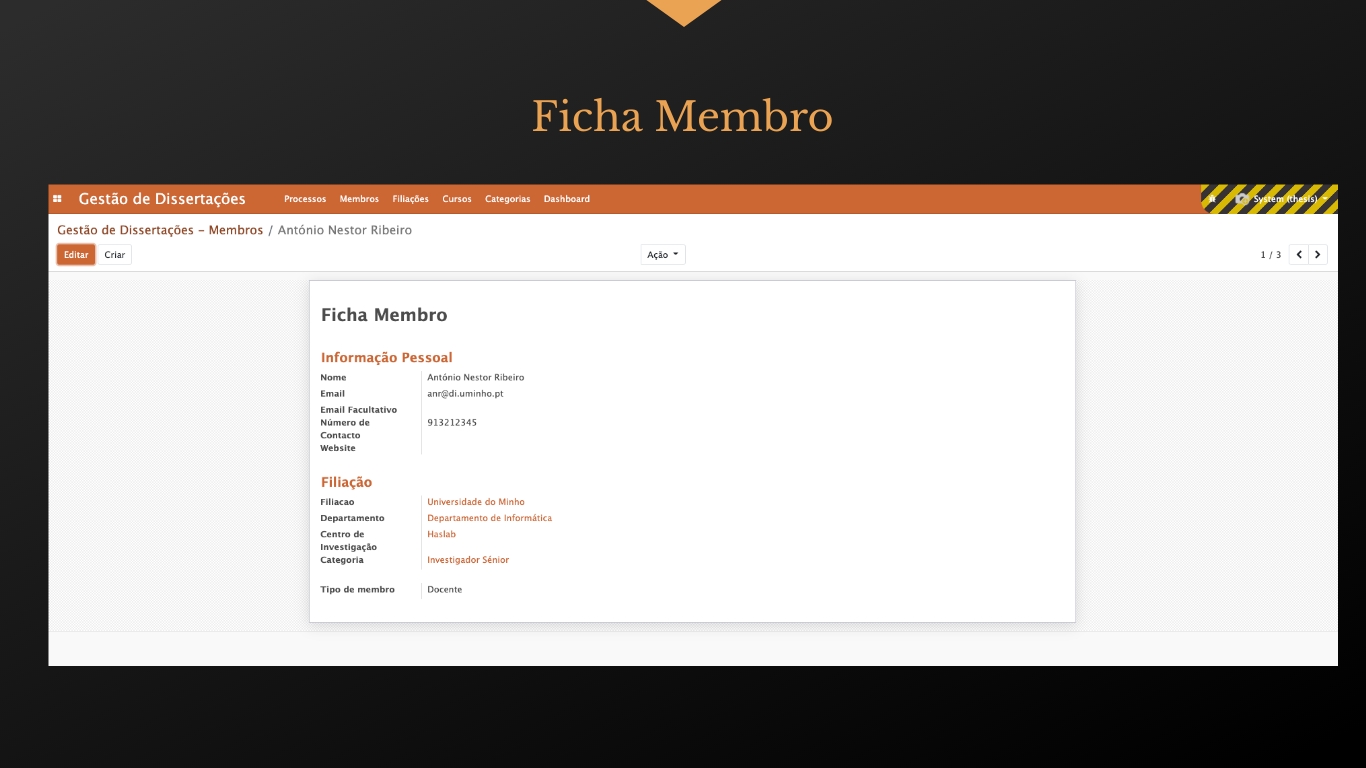 Ficha Membro
Gestão de Dissertações Processos Membros Filiações Cursos Categorias Dashboard System (thesis)
Gestão de Dissertações – Membros / António Nestor Ribeiro
Editar Criar Ação 1 / 3
Ficha Membro
Informação Pessoal
Nome António Nestor Ribeiro
Email anr@di.uminho.pt
Email Facultativo
Número de Contacto 913212345
Website
Filiação
Filiacao Universidade do Minho
Departamento Departamento de Informática
Centro de Investigação Haslab
Categoria Investigador Sénior
Tipo de membro Docente